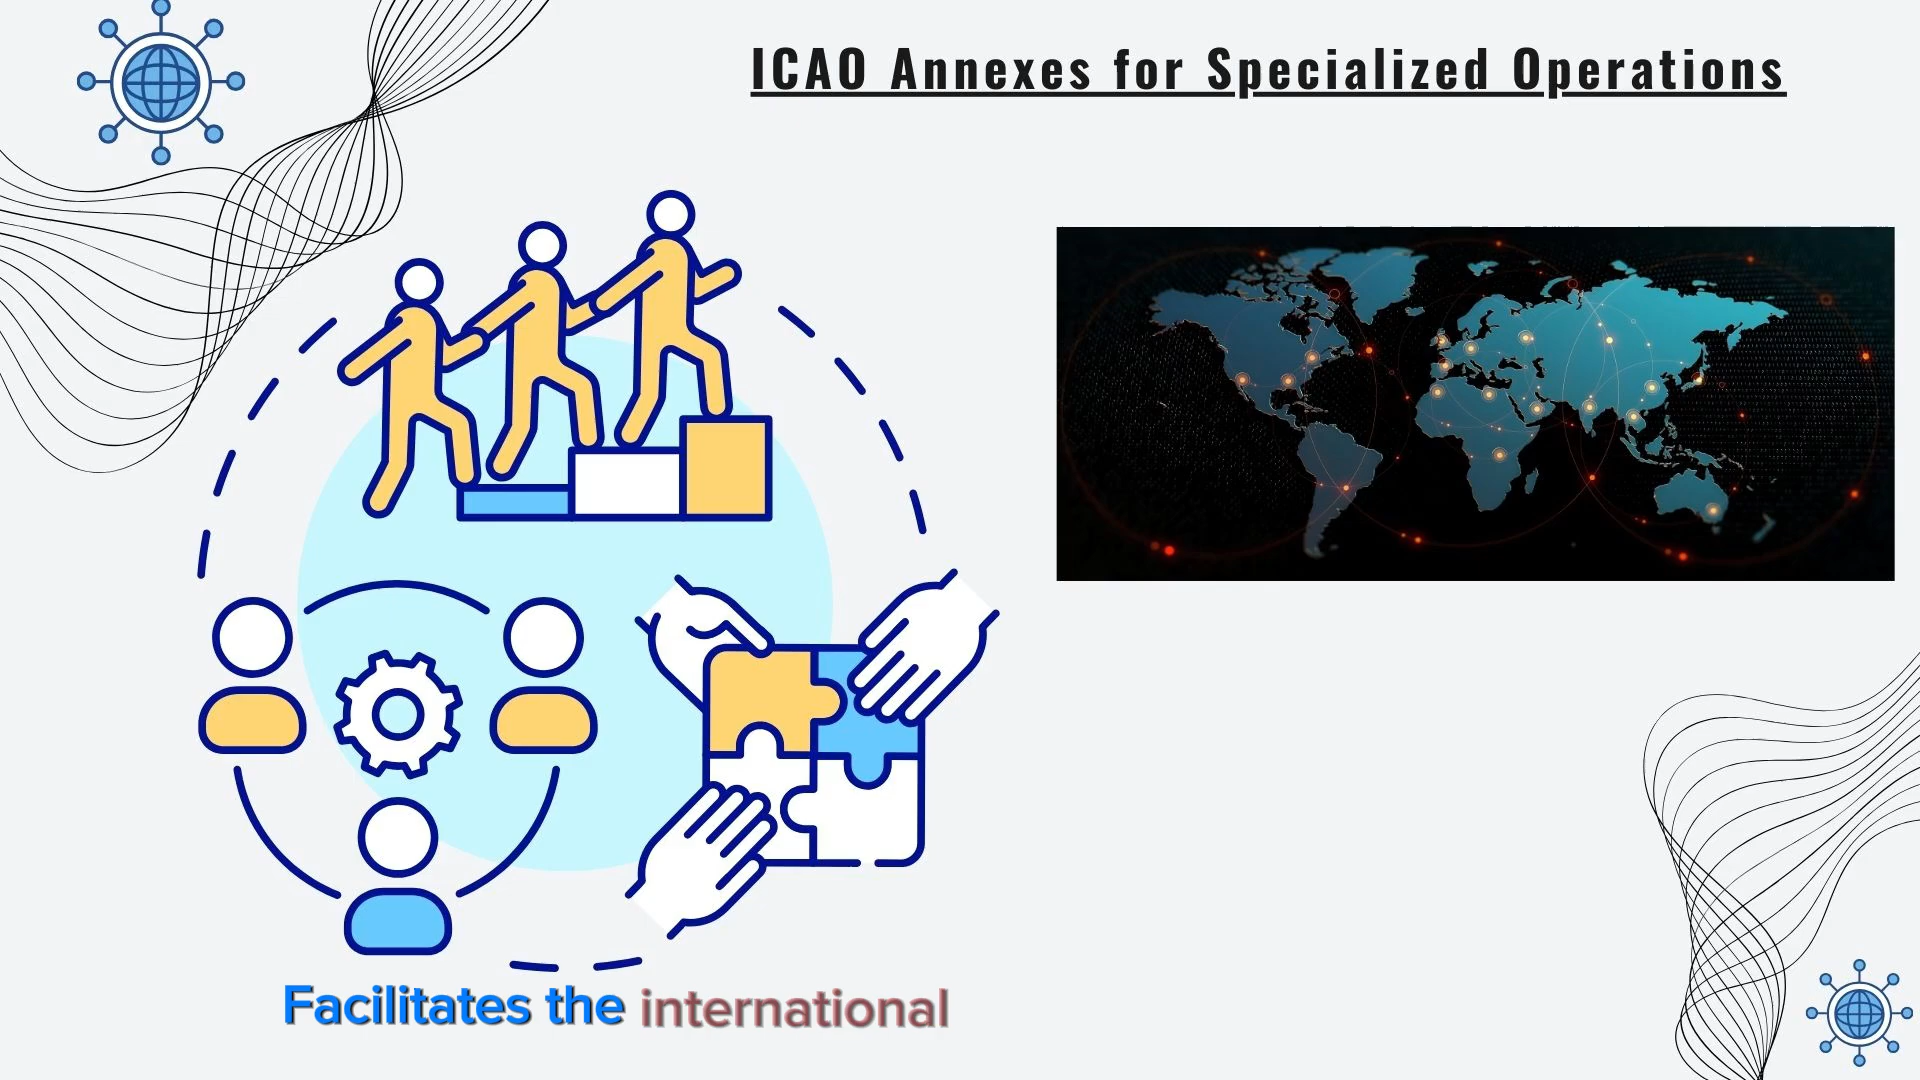 ICAO Annexes for Specialized Operations
Facilitates the international